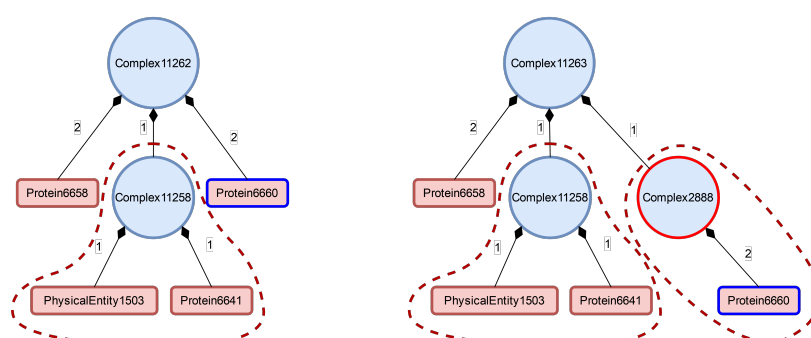 Complex11262
2
1
2
Protein6658
Complex11258
Protein6660
1
1
PhysicalEntity1503
Protein6641
Complex11263
2
1
1
Protein6658
Complex11258
Complex2888
1
1
2
PhysicalEntity1503
Protein6641
Protein6660